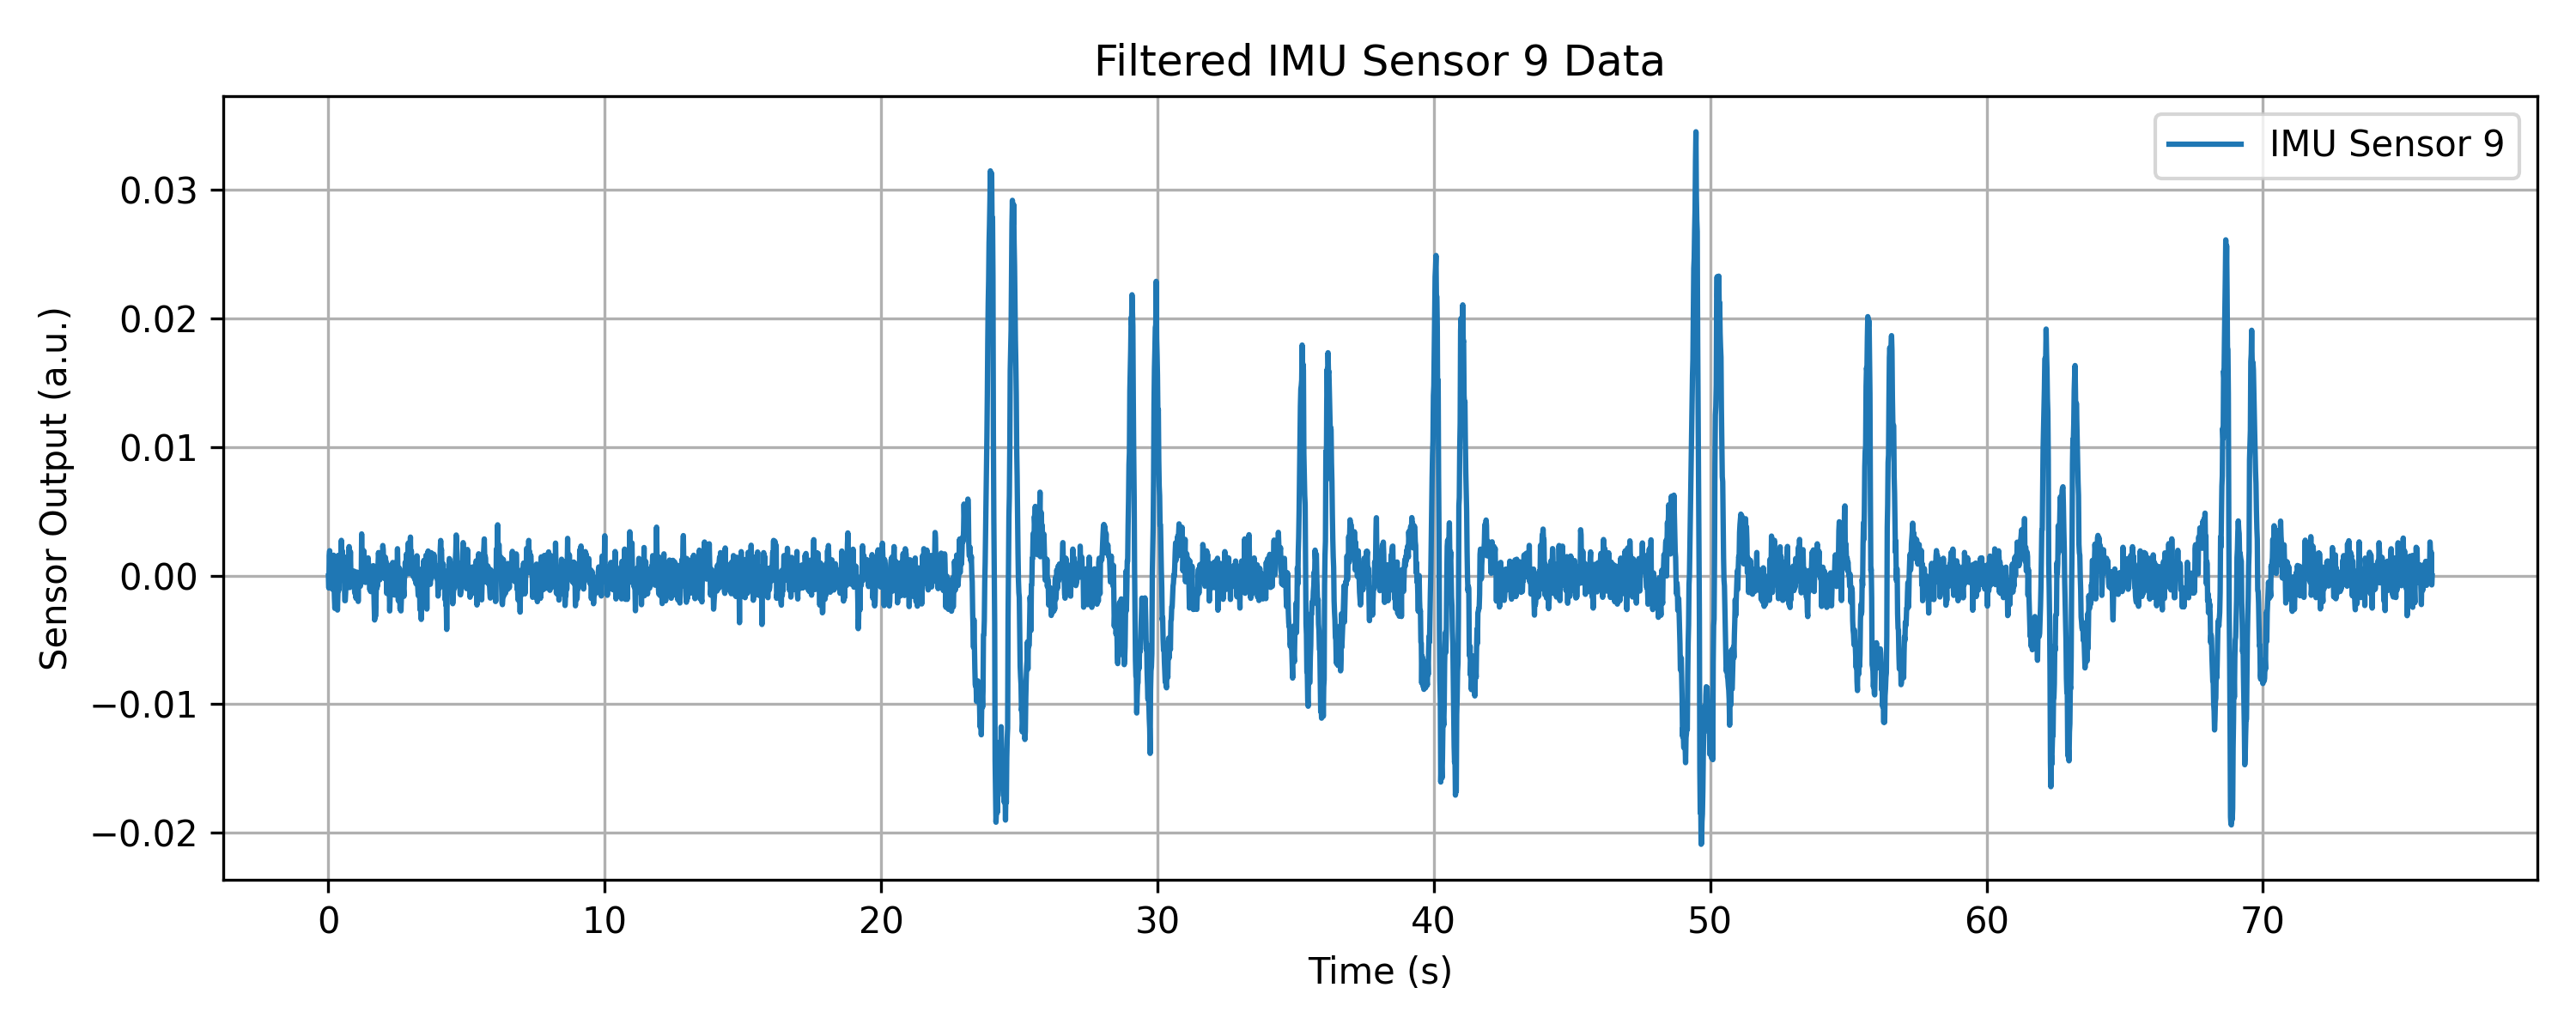 Filtered IMU Sensor 9 Data
IMU Sensor 9
Sensor Output (a.u.)
0.03
0.02
0.01
0.00
−0.01
−0.02
0 10 20 30 40 50 60 70
Time (s)